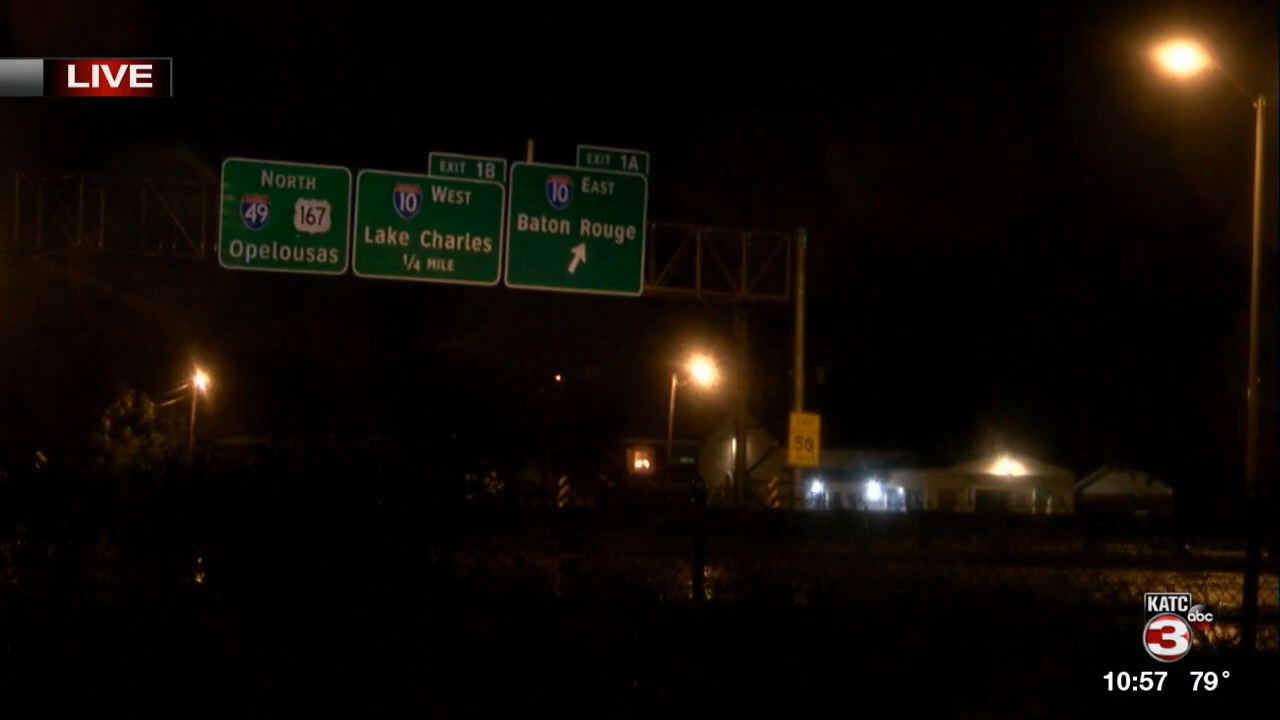 LIVE
NORTH
49 167
Opelousas
EXIT 1B
10 WEST
Lake Charles
1/4 MILE
EXIT 1A
10 EAST
Baton Rouge
50
KATC
abc
3
10:57 79°